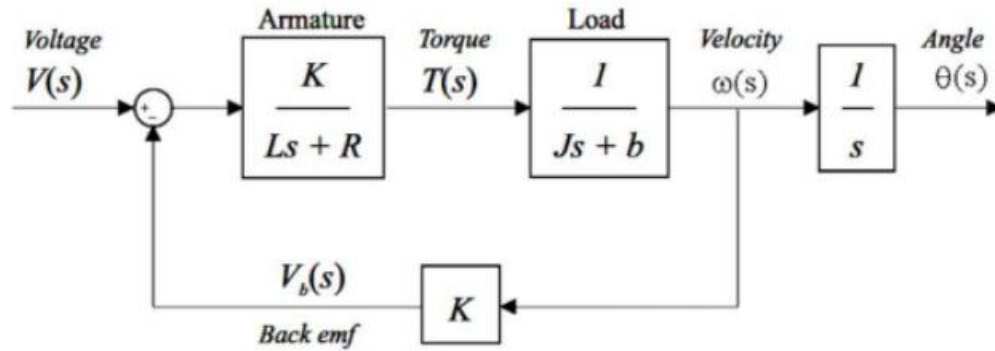 Armature
Load
Voltage
Torque
Velocity
Angle
V(s)
+
−
K
Ls + R
T(s)
1
Js + b
ω(s)
1
s
θ(s)
V_b(s)
K
Back emf